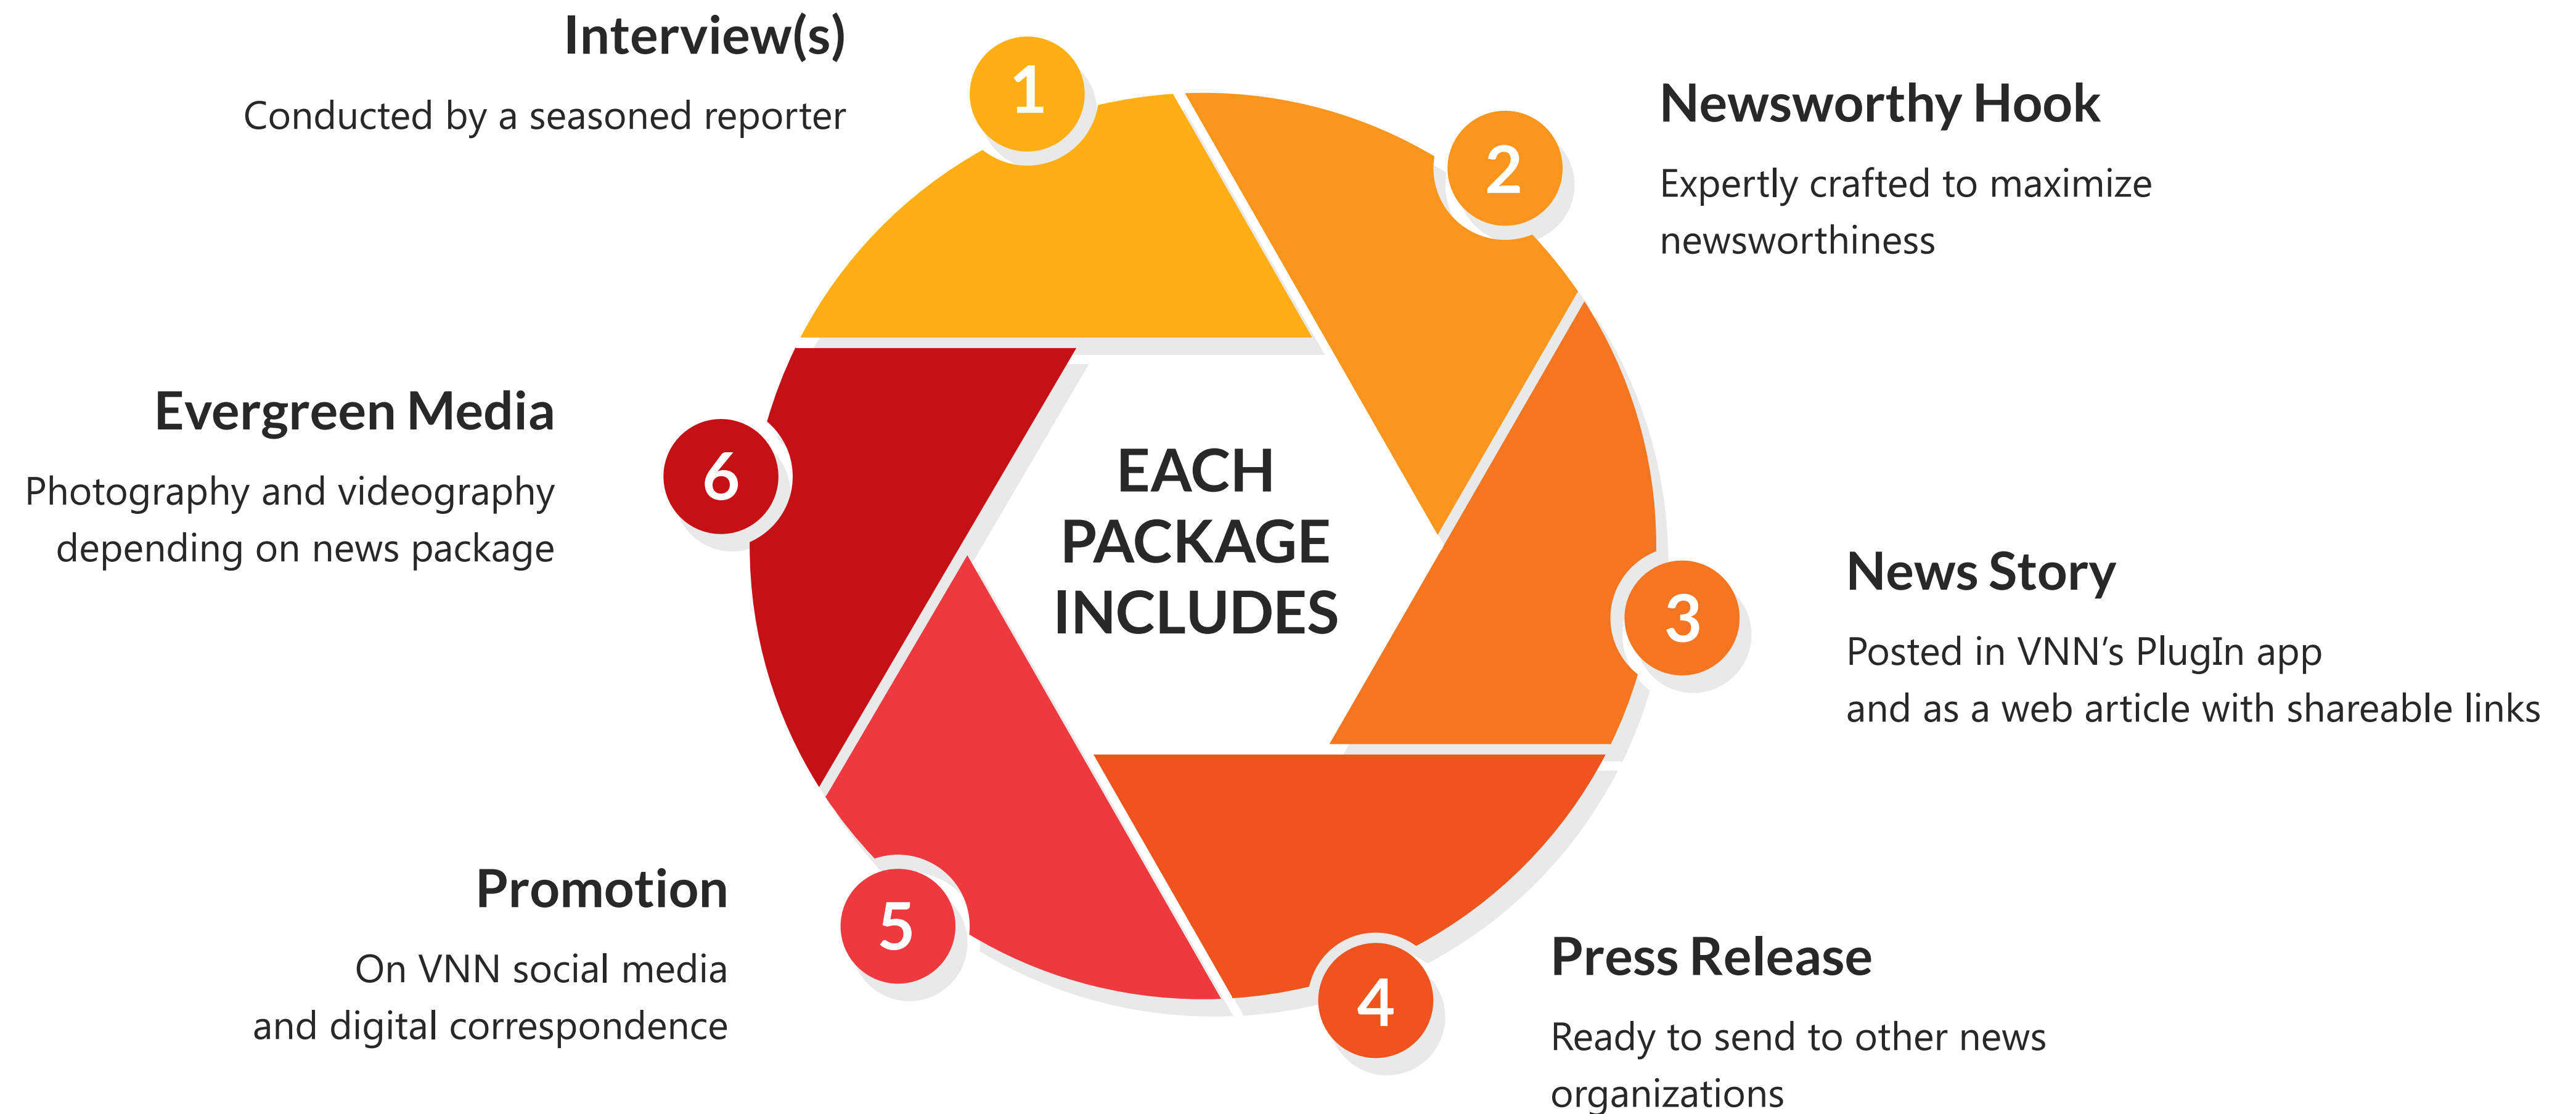 EACH
PACKAGE
INCLUDES
1
Interview(s)
Conducted by a seasoned reporter
2
Newsworthy Hook
Expertly crafted to maximize
newsworthiness
3
News Story
Posted in VNN’s PlugIn app
and as a web article with shareable links
4
Press Release
Ready to send to other news
organizations
5
Promotion
On VNN social media
and digital correspondence
6
Evergreen Media
Photography and videography
depending on news package